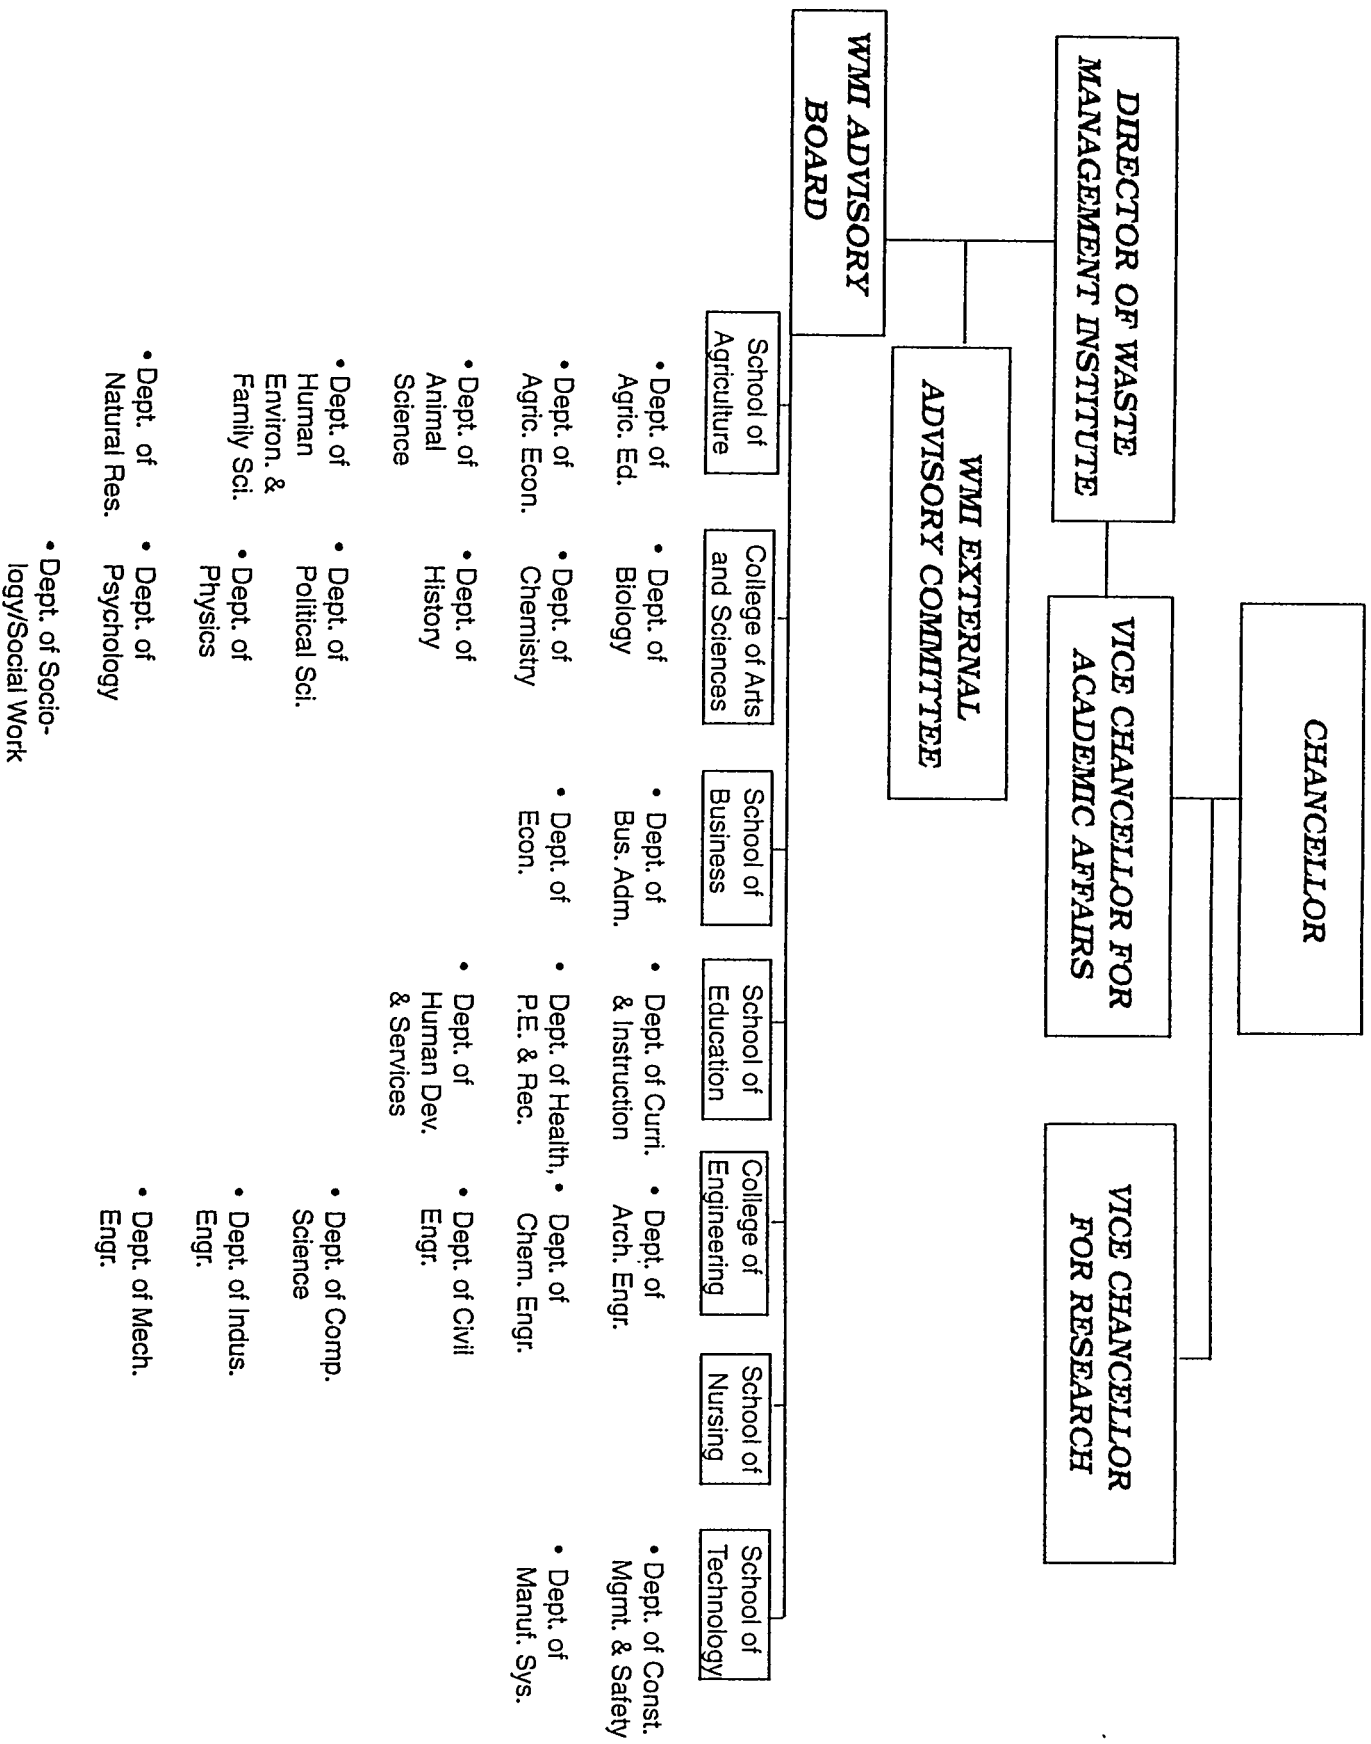 CHANCELLOR
VICE CHANCELLOR FOR
ACADEMIC AFFAIRS
VICE CHANCELLOR
FOR RESEARCH
DIRECTOR OF WASTE
MANAGEMENT INSTITUTE
WMI EXTERNAL
ADVISORY COMMITTEE
WMI ADVISORY
BOARD
School of
Agriculture
• Dept. of
Agric. Ed.
• Dept. of
Agric. Econ.
• Dept. of
Animal
Science
• Dept. of
Human
Environ. &
Family Sci.
• Dept. of
Natural Res.
College of Arts
and Sciences
• Dept. of
Biology
• Dept. of
Chemistry
• Dept. of
History
• Dept. of
Political Sci.
• Dept. of
Physics
• Dept. of
Psychology
• Dept. of Socio-
logy/Social Work
School of
Business
• Dept. of
Bus. Adm.
• Dept. of
Econ.
School of
Education
• Dept. of Curri.
& Instruction
• Dept. of Health,
P.E. & Rec.
• Dept. of
Human Dev.
& Services
College of
Engineering
• Dept. of
Arch. Engr.
• Dept. of
Chem. Engr.
• Dept. of Civil
Engr.
• Dept. of Comp.
Science
• Dept. of Indus.
Engr.
• Dept. of Mech.
Engr.
School of
Nursing
School of
Technology
• Dept. of Const.
Mgmt. & Safety
• Dept. of
Manuf. Sys.